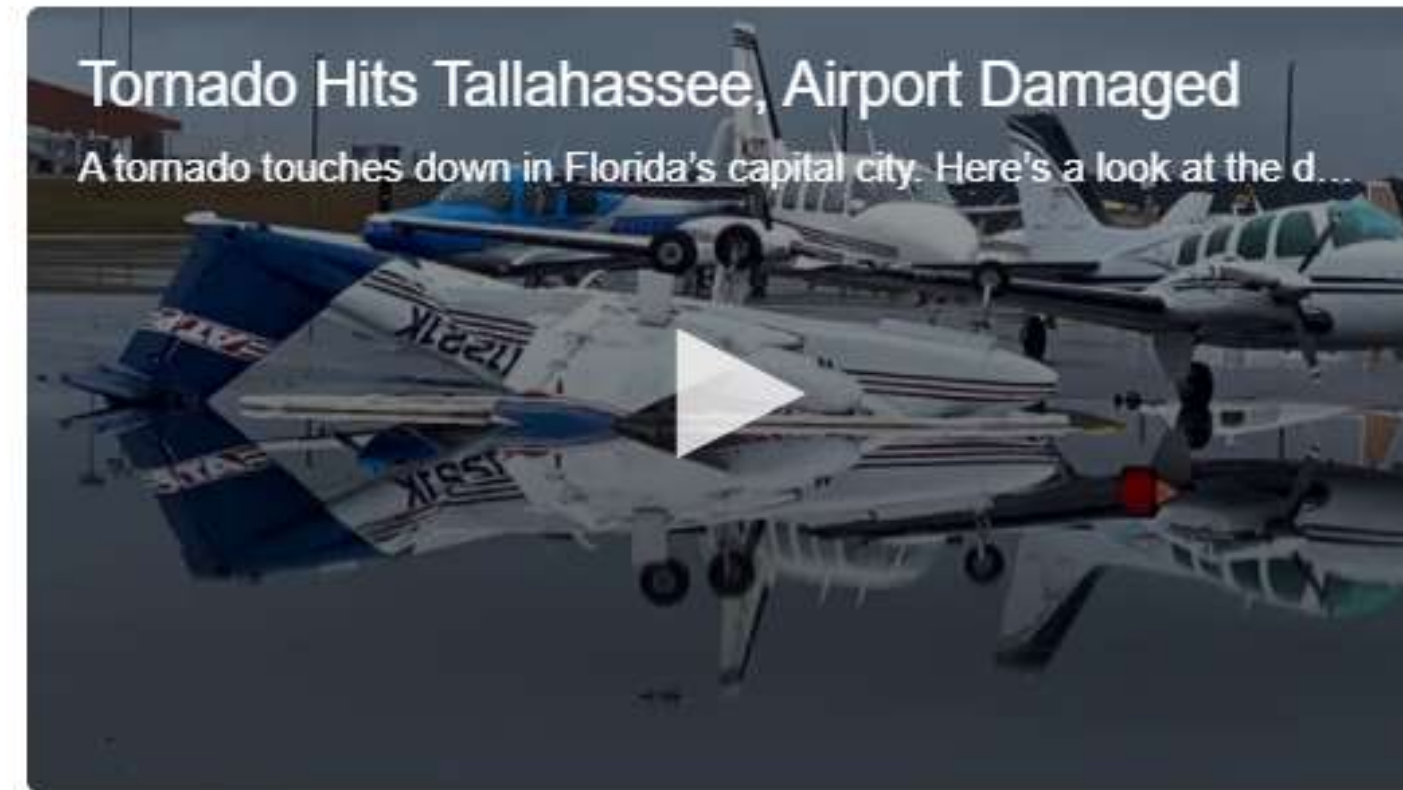 Tornado Hits Tallahassee, Airport Damaged
A tornado touches down in Florida's capital city. Here's a look at the d...